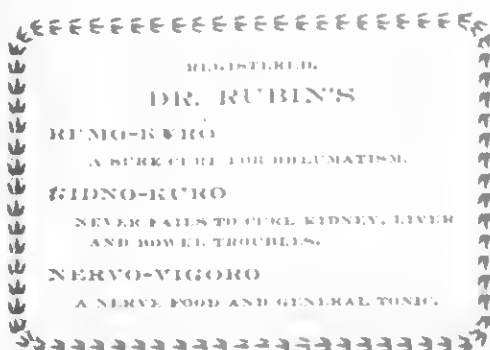 REGISTERED.
DR. RUBIN'S
RUMO-KURO
A SURE CURE FOR RHEUMATISM.
KIDNO-KURO
NEVER FAILS TO CURE KIDNEY, LIVER
AND BOWEL TROUBLES.
NERVO-VIGORO
A NERVE FOOD AND GENERAL TONIC.